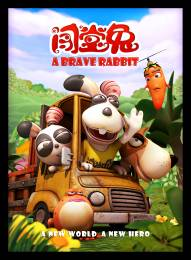 闯堂兔
A BRAVE RABBIT
A NEW WORLD, A NEW HERO